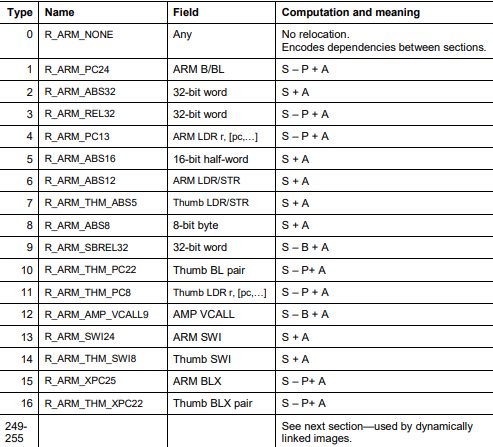 Type Name Field Computation and meaning
0 R_ARM_NONE Any No relocation.
Encodes dependencies between sections.
1 R_ARM_PC24 ARM B/BL S – P + A
2 R_ARM_ABS32 32-bit word S + A
3 R_ARM_REL32 32-bit word S – P + A
4 R_ARM_PC13 ARM LDR r, [pc,…] S – P + A
5 R_ARM_ABS16 16-bit half-word S + A
6 R_ARM_ABS12 ARM LDR/STR S + A
7 R_ARM_THM_ABS5 Thumb LDR/STR S + A
8 R_ARM_ABS8 8-bit byte S + A
9 R_ARM_SBREL32 32-bit word S – B + A
10 R_ARM_THM_PC22 Thumb BL pair S – P+ A
11 R_ARM_THM_PC8 Thumb LDR r, [pc,…] S – P + A
12 R_ARM_AMP_VCALL9 AMP VCALL S – B + A
13 R_ARM_SWI24 ARM SWI S + A
14 R_ARM_THM_SWI8 Thumb SWI S + A
15 R_ARM_XPC25 ARM BLX S – P+ A
16 R_ARM_THM_XPC22 Thumb BLX pair S – P+ A
249- See next section—used by dynamically
255 linked images.